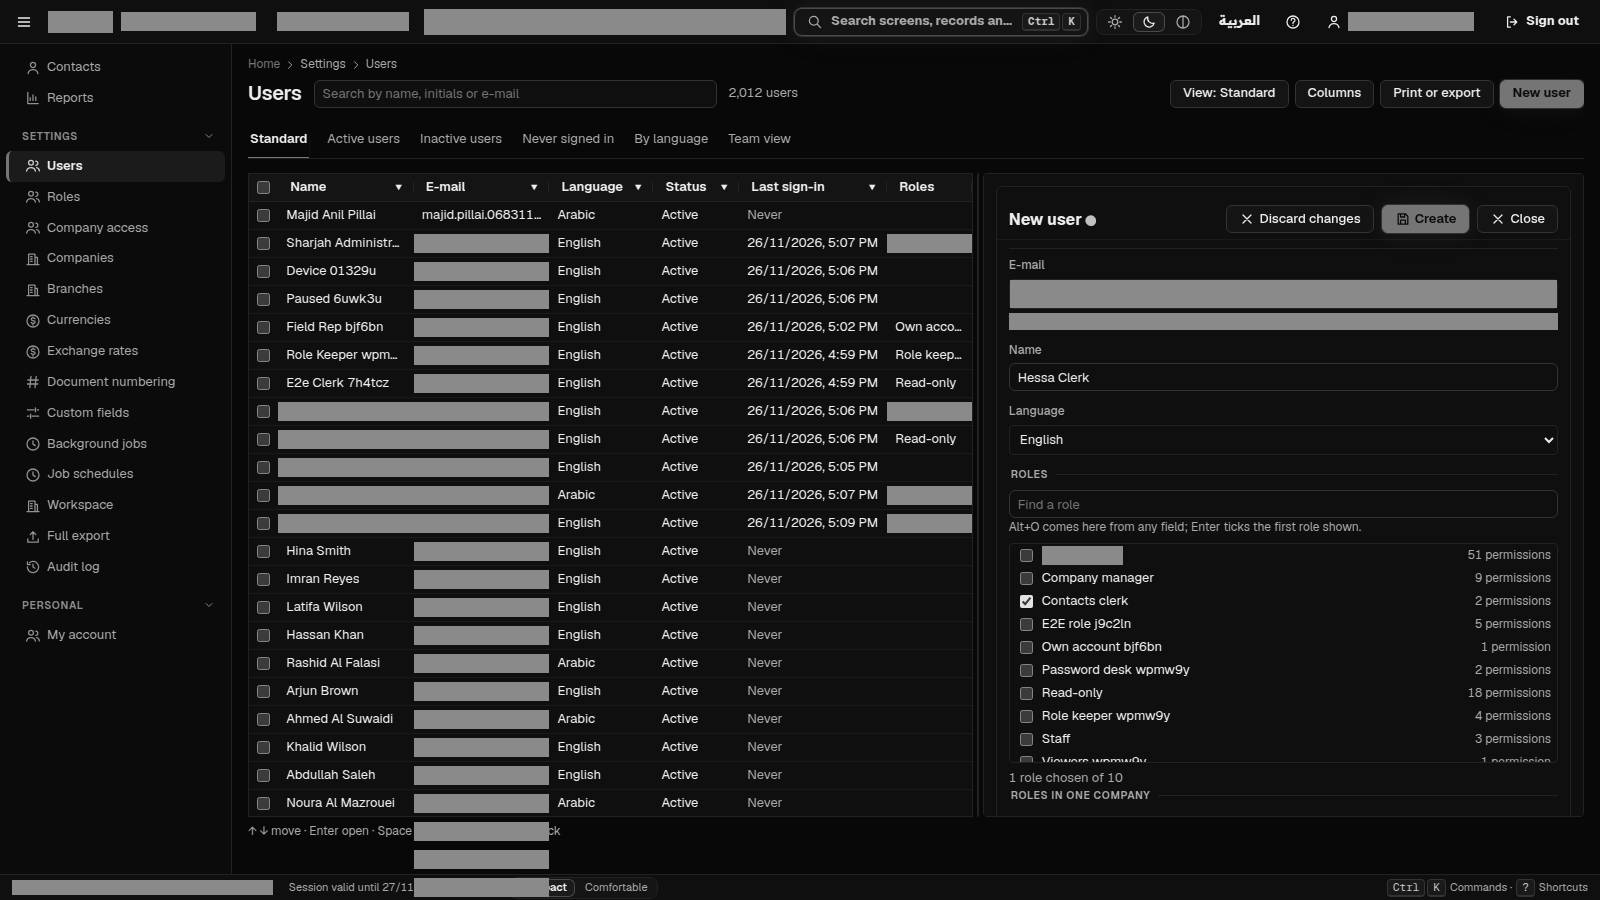 Search screens, records an... Ctrl K
العربية
Sign out
Contacts
Reports
SETTINGS
Users
Roles
Company access
Companies
Branches
Currencies
Exchange rates
Document numbering
Custom fields
Background jobs
Job schedules
Workspace
Full export
Audit log
PERSONAL
My account
Home > Settings > Users
Users
Search by name, initials or e-mail
2,012 users
View: Standard
Columns
Print or export
New user
Standard Active users Inactive users Never signed in By language Team view
Name E-mail Language Status Last sign-in Roles
Majid Anil Pillai majid.pillai.068311... Arabic Active Never
Sharjah Administr... English Active 26/11/2026, 5:07 PM
Device 01329u English Active 26/11/2026, 5:06 PM
Paused 6uwk3u English Active 26/11/2026, 5:06 PM
Field Rep bjf6bn English Active 26/11/2026, 5:02 PM Own acco...
Role Keeper wpm... English Active 26/11/2026, 4:59 PM Role keep...
E2e Clerk 7h4tcz English Active 26/11/2026, 4:59 PM Read-only
English Active 26/11/2026, 5:06 PM
English Active 26/11/2026, 5:06 PM Read-only
English Active 26/11/2026, 5:05 PM
Arabic Active 26/11/2026, 5:07 PM
English Active 26/11/2026, 5:09 PM
Hina Smith English Active Never
Imran Reyes English Active Never
Latifa Wilson English Active Never
Hassan Khan English Active Never
Rashid Al Falasi Arabic Active Never
Arjun Brown English Active Never
Ahmed Al Suwaidi Arabic Active Never
Khalid Wilson English Active Never
Abdullah Saleh English Active Never
Noura Al Mazrouei Arabic Active Never
↑↓ move · Enter open · Space
New user
Discard changes
Create
Close
E-mail
Name
Hessa Clerk
Language
English
ROLES
Find a role
Alt+O comes here from any field; Enter ticks the first role shown.
51 permissions
Company manager 9 permissions
Contacts clerk 2 permissions
E2E role j9c2ln 5 permissions
Own account bjf6bn 1 permission
Password desk wpmw9y 2 permissions
Read-only 18 permissions
Role keeper wpmw9y 4 permissions
Staff 3 permissions
Viewers wpmw9y 1 permission
1 role chosen of 10
ROLES IN ONE COMPANY
Session valid until 27/11
Comfortable
Ctrl K Commands · ? Shortcuts